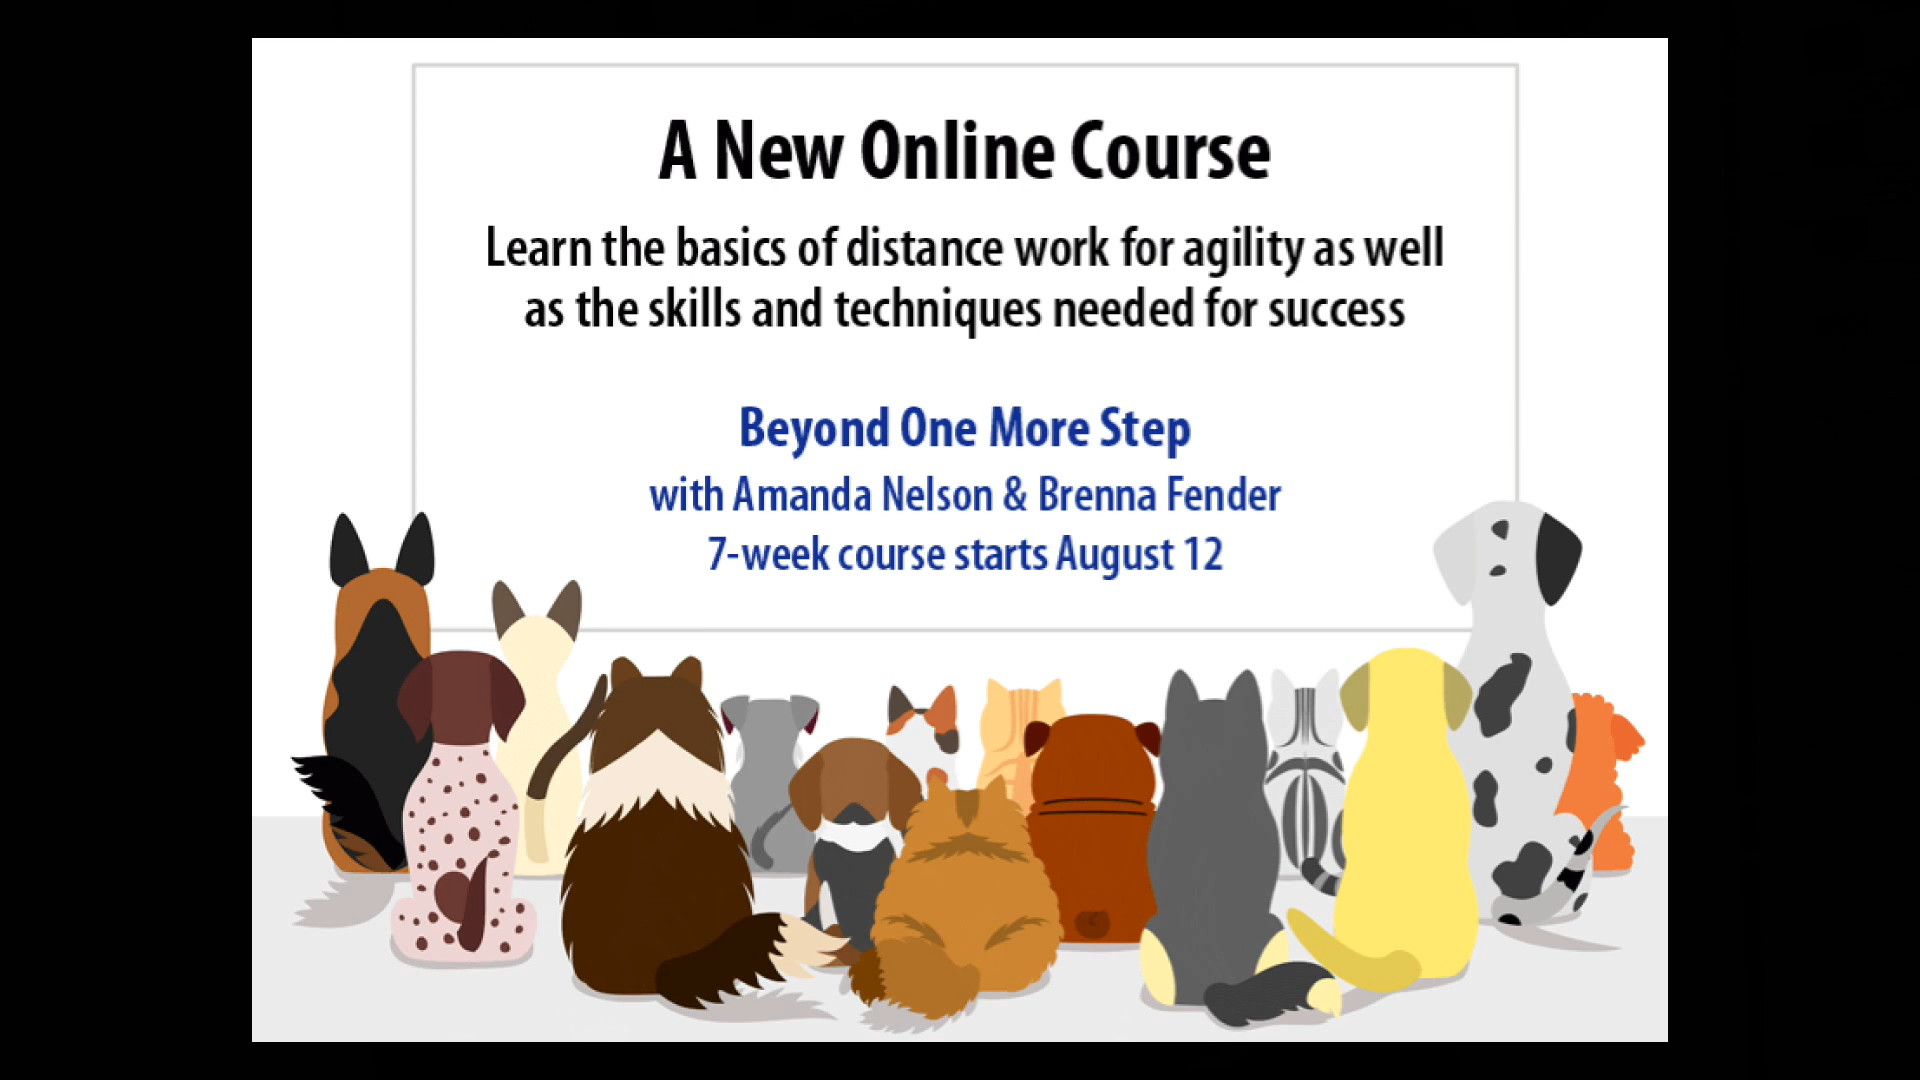 A New Online Course
Learn the basics of distance work for agility as well
as the skills and techniques needed for success
Beyond One More Step
with Amanda Nelson & Brenna Fender
7-week course starts August 12